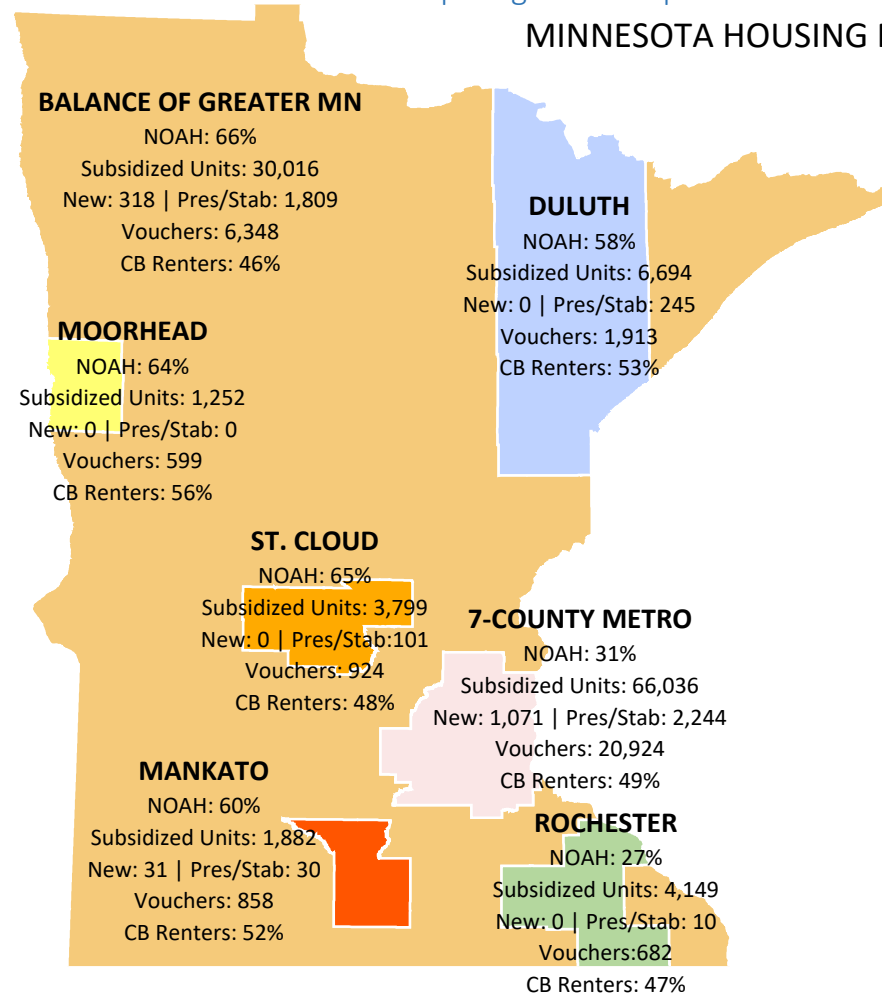 MINNESOTA HOUSING
BALANCE OF GREATER MN
NOAH: 66%
Subsidized Units: 30,016
New: 318 | Pres/Stab: 1,809
Vouchers: 6,348
CB Renters: 46%
DULUTH
NOAH: 58%
Subsidized Units: 6,694
New: 0 | Pres/Stab: 245
Vouchers: 1,913
CB Renters: 53%
MOORHEAD
NOAH: 64%
Subsidized Units: 1,252
New: 0 | Pres/Stab: 0
Vouchers: 599
CB Renters: 56%
ST. CLOUD
NOAH: 65%
Subsidized Units: 3,799
New: 0 | Pres/Stab:101
Vouchers: 924
CB Renters: 48%
7-COUNTY METRO
NOAH: 31%
Subsidized Units: 66,036
New: 1,071 | Pres/Stab: 2,244
Vouchers: 20,924
CB Renters: 49%
MANKATO
NOAH: 60%
Subsidized Units: 1,882
New: 31 | Pres/Stab: 30
Vouchers: 858
CB Renters: 52%
ROCHESTER
NOAH: 27%
Subsidized Units: 4,149
New: 0 | Pres/Stab: 10
Vouchers:682
CB Renters: 47%